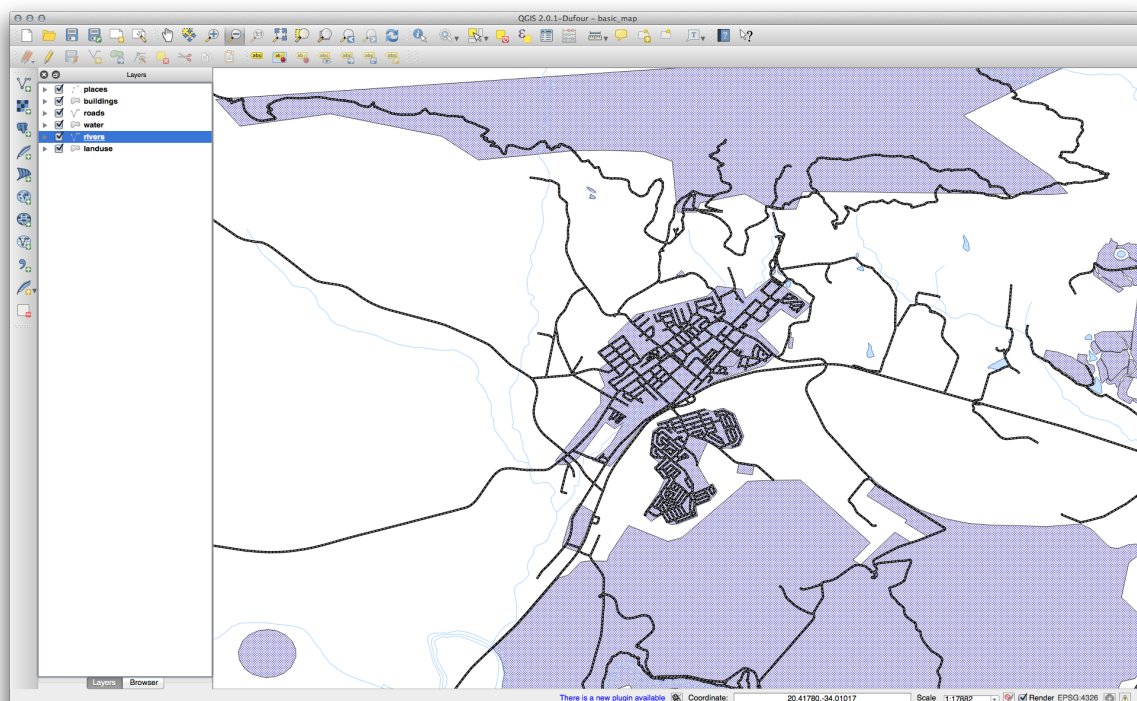 QGIS 2.0.1-Dufour - basic_map
Layers
places
buildings
roads
water
rivers
landuse
Layers Browser
There is a new plugin available Coordinate: 20.41780,-34.01017 Scale 1:17882 Render EPSG:4326